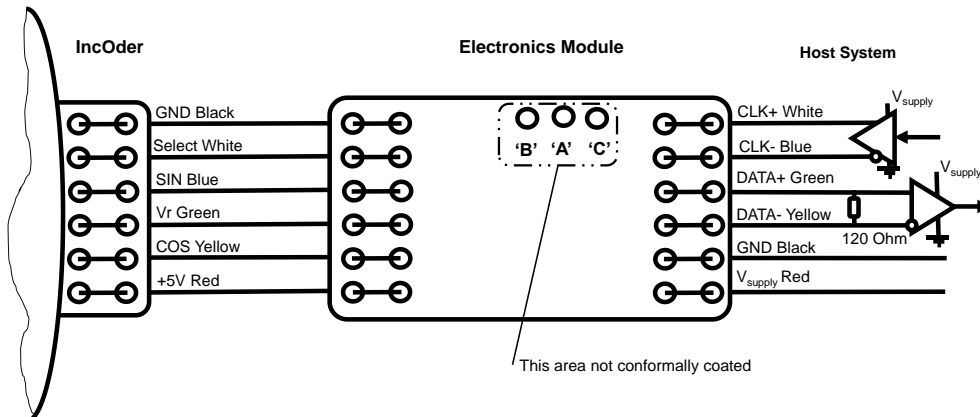 IncOder
Electronics Module
Host System
GND Black
Select White
SIN Blue
Vr Green
COS Yellow
+5V Red
'B' 'A' 'C'
CLK+ White
CLK- Blue
DATA+ Green
DATA- Yellow
GND Black
Vsupply Red
Vsupply
Vsupply
120 Ohm
This area not conformally coated